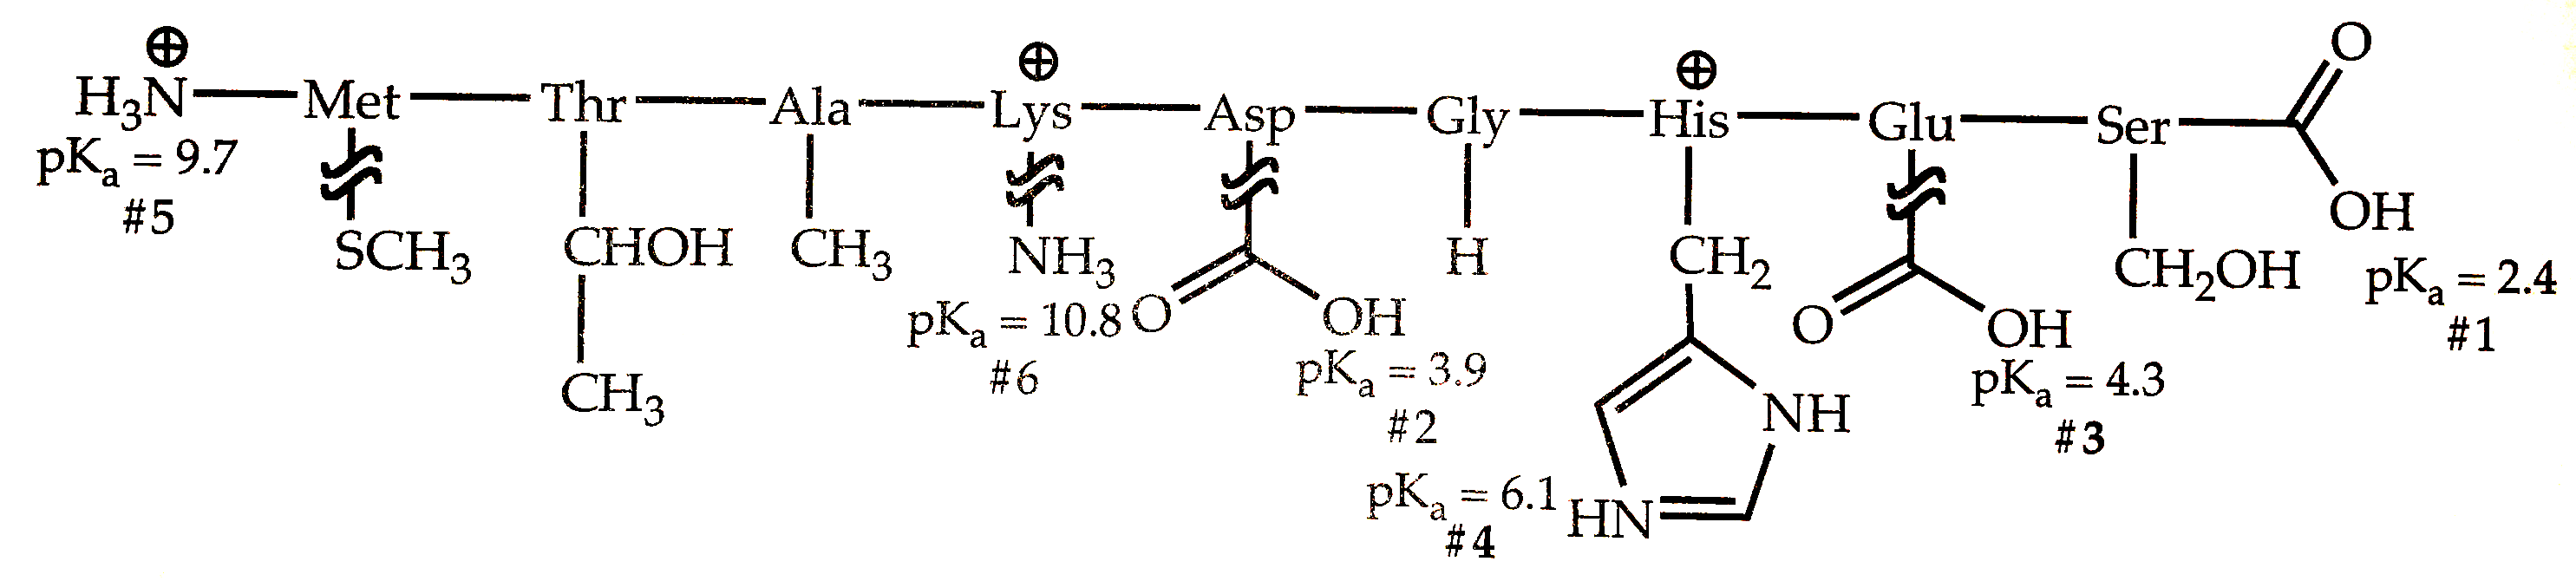 ⊕ ⊕ ⊕
H₃N Met Thr Ala Lys Asp Gly His Glu Ser O
OH
pKₐ = 9.7
#5
SCH₃ CHOH CH₃ NH₃ H CH₂ CH₂OH
CH₃
pKₐ = 10.8
#6
O OH
pKₐ = 3.9
#2
O OH
pKₐ = 4.3
#3
pKₐ = 2.4
#1
NH
HN
pKₐ = 6.1
#4